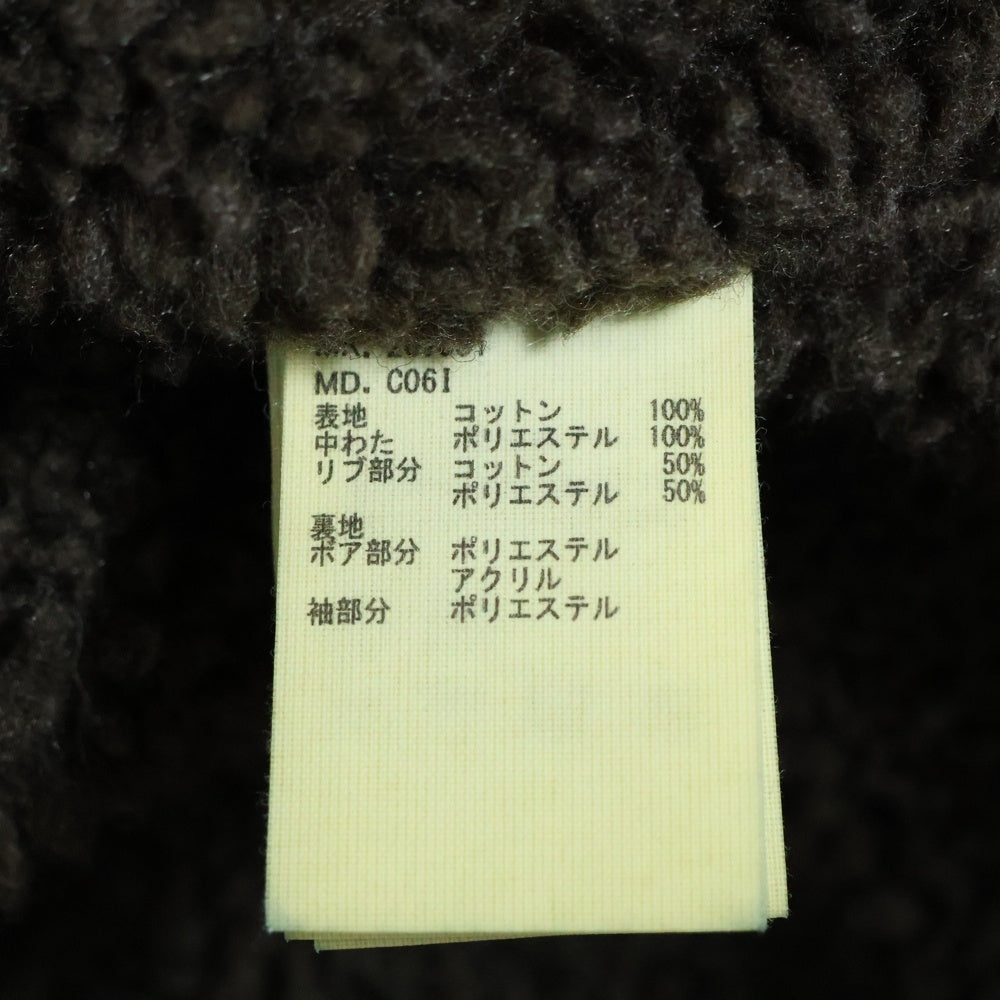 MD. C06I
表地 コットン 100%
中わた ポリエステル 100%
リブ部分 コットン 50%
ポリエステル 50%
裏地
ボア部分 ポリエステル
アクリル
袖部分 ポリエステル